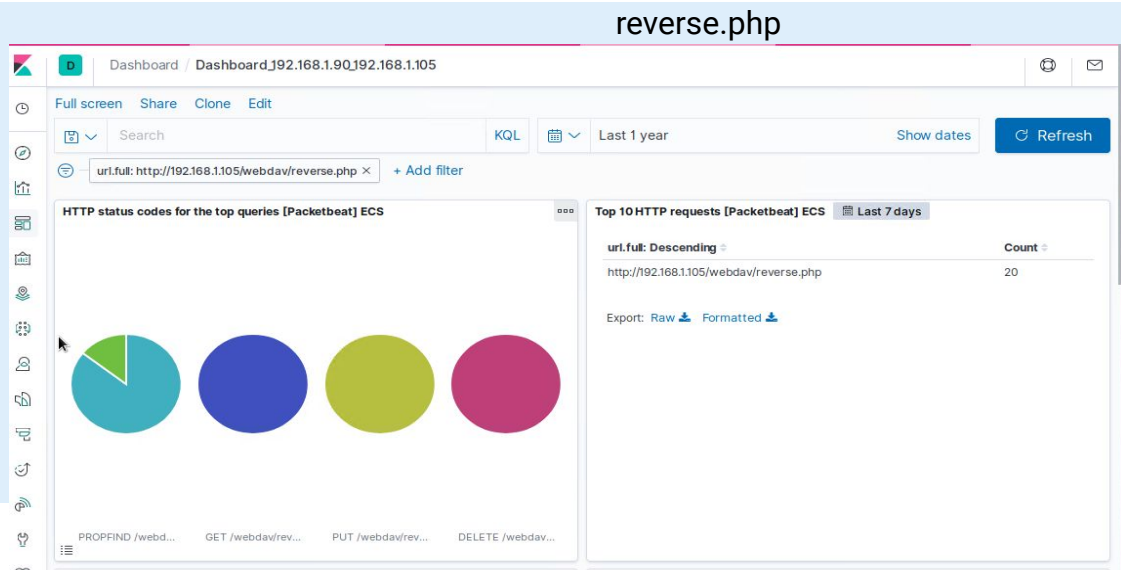 reverse.php
D
Dashboard / Dashboard_192.168.1.90_192.168.1.105
Full screen Share Clone Edit
Search KQL Last 1 year Show dates Refresh
url.full: http://192.168.1.105/webdav/reverse.php × + Add filter
HTTP status codes for the top queries [Packetbeat] ECS
PROPFIND /webd... GET /webdav/rev... PUT /webdav/rev... DELETE /webdav...
Top 10 HTTP requests [Packetbeat] ECS Last 7 days
url.full: Descending Count
http://192.168.1.105/webdav/reverse.php 20
Export: Raw Formatted